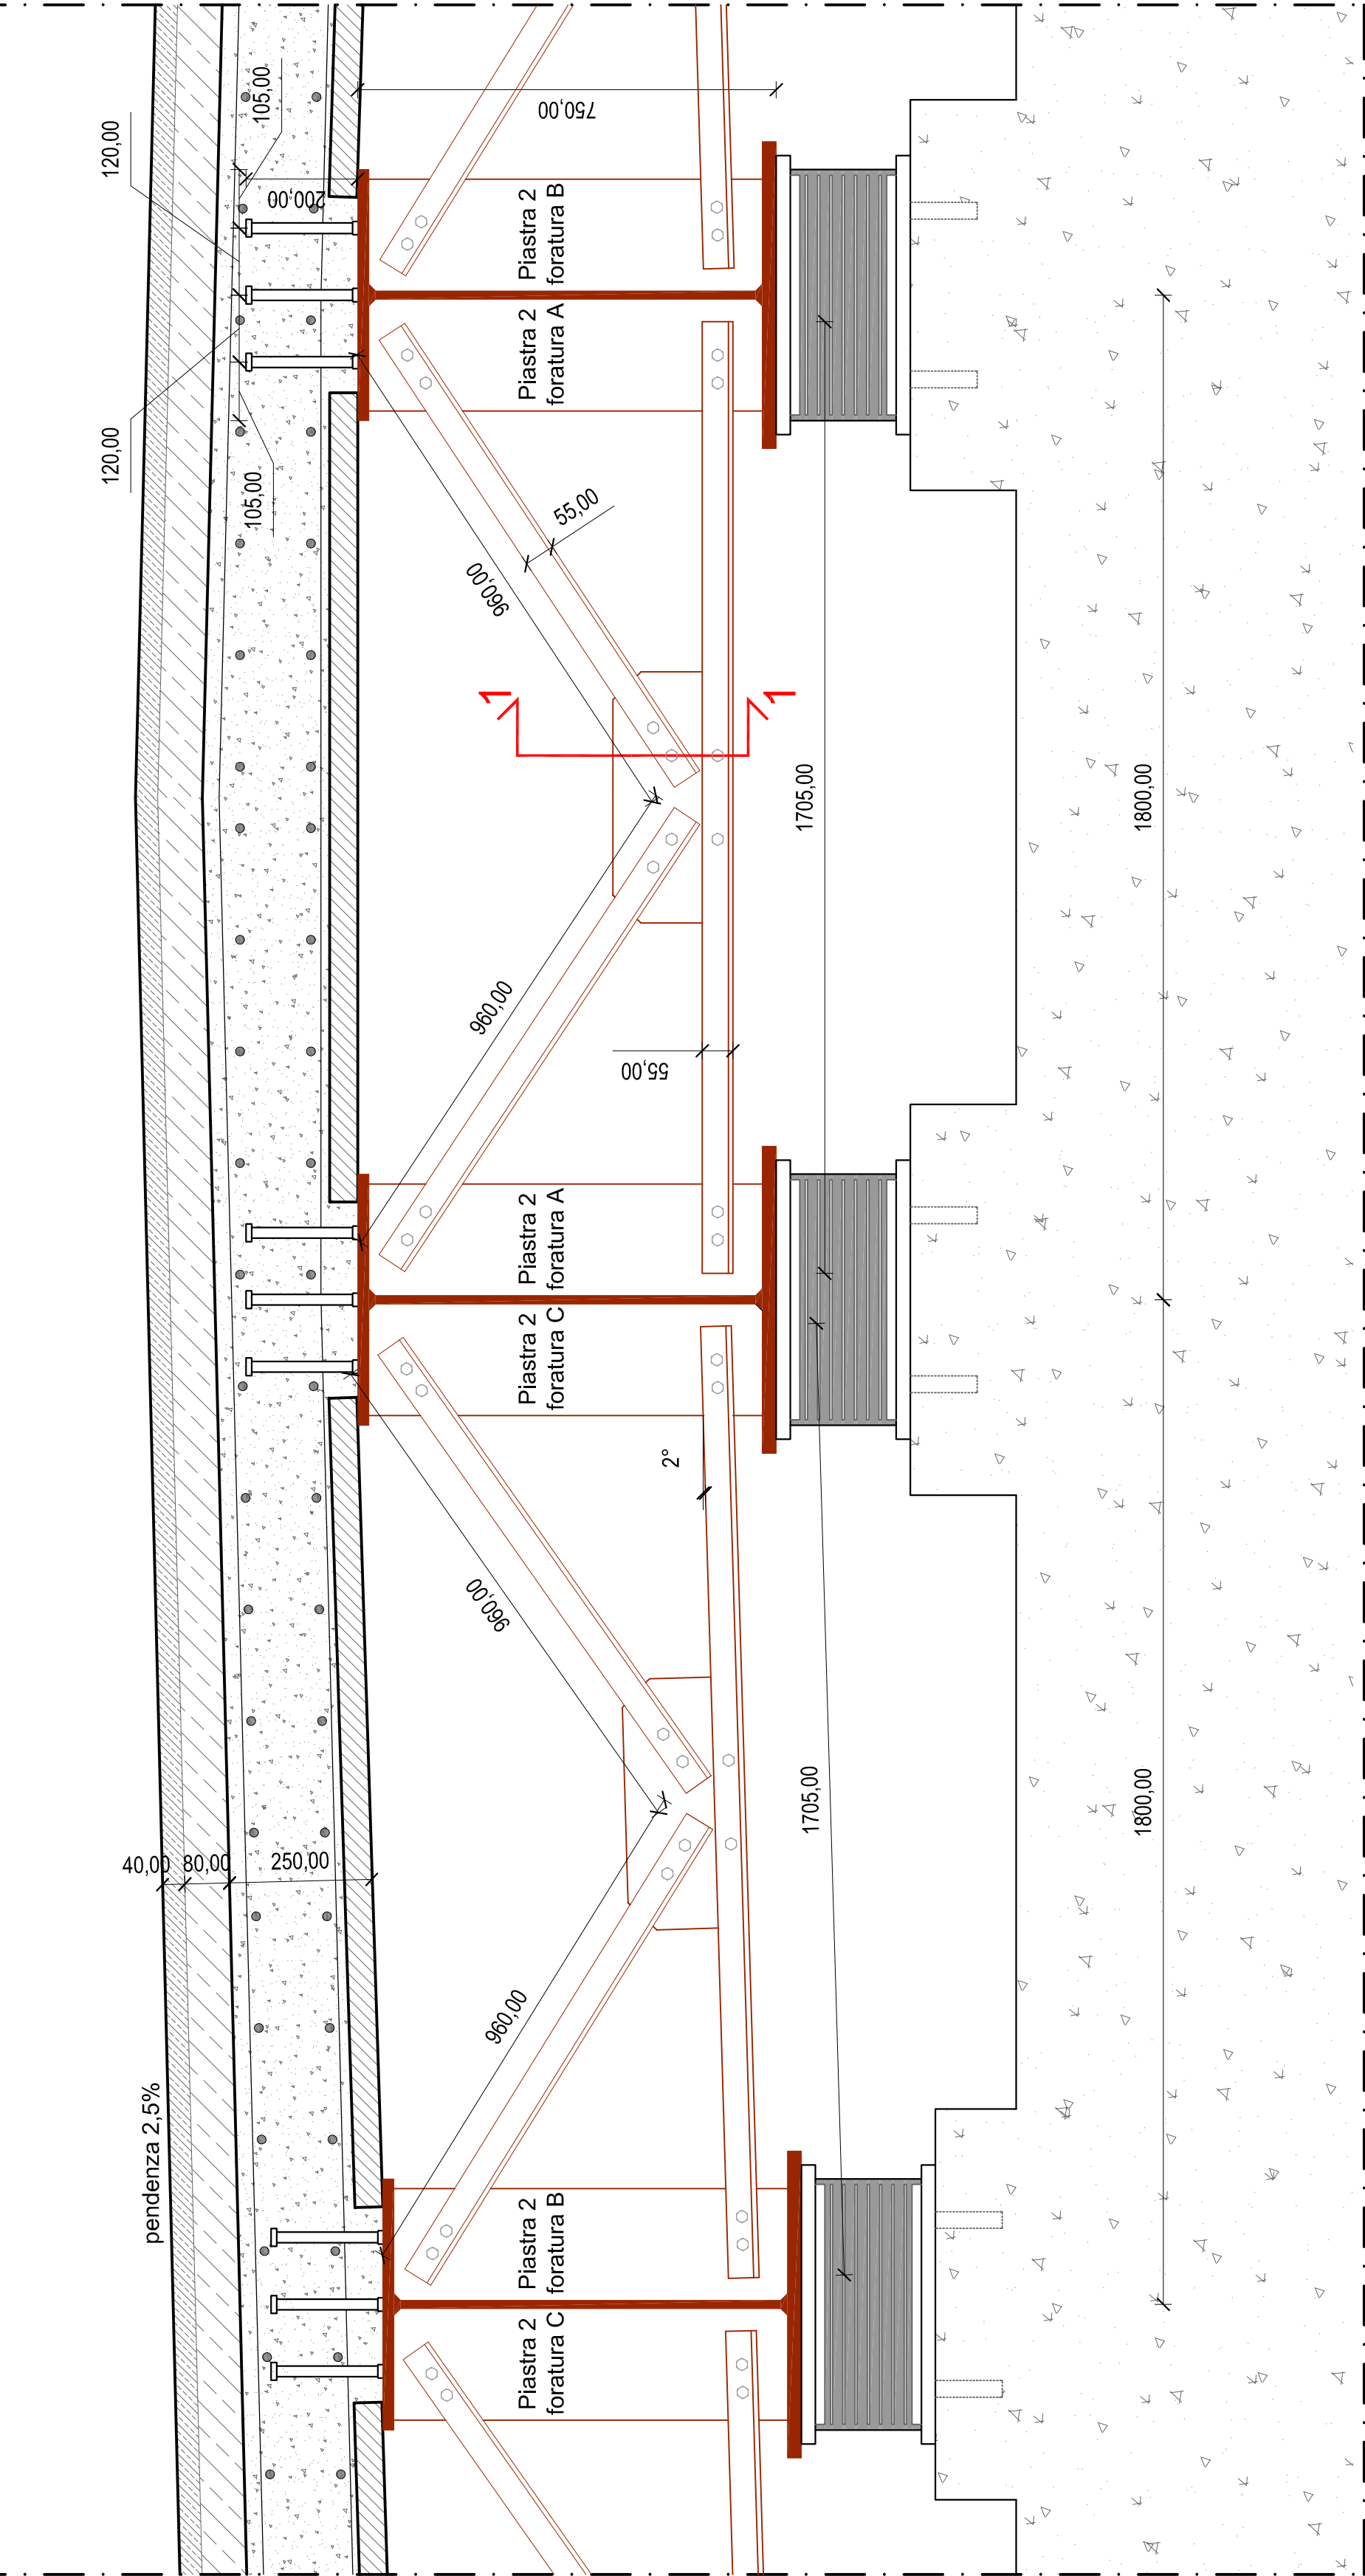 120,00
120,00
105,00
105,00
200,00
750,00
Piastra 2
foratura B
Piastra 2
foratura A
960,00
55,00
1
1
1705,00
1800,00
960,00
55,00
Piastra 2
foratura A
Piastra 2
foratura C
2°
960,00
1705,00
1800,00
40,00
80,00
250,00
960,00
pendenza 2,5%
Piastra 2
foratura B
Piastra 2
foratura C